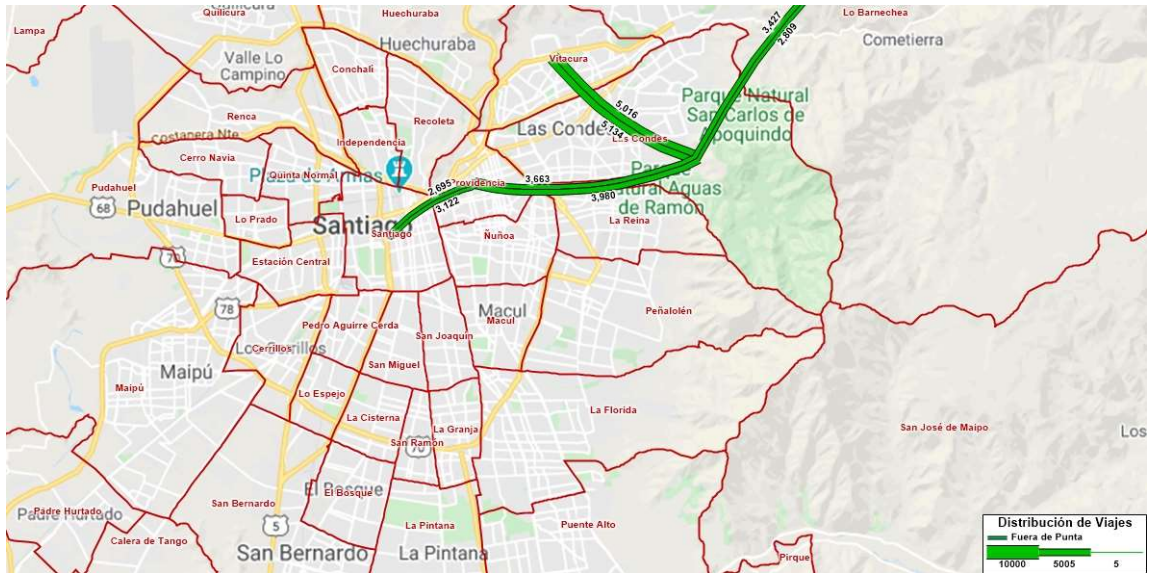 Quilicura
Huechuraba
Lo Barnechea
Lampa
3,427
2,809
Cometierra
Huechuraba
Valle Lo
Campino
Conchalí
Vitacura
Parque Natural
San Carlos de
Apoquindo
5,016
5,134
Renca
Recoleta
Las Condes
Las Condes
Costanera Nte
Independencia
Cerro Navia
Quinta Normal
Plaza de Armas
Providencia
3,663
3,980
2,695
3,122
Parque
Natural Aguas
de Ramón
Pudahuel
68
Pudahuel
Lo Prado
Santiago
Santiago
Ñuñoa
La Reina
70
Estación Central
78
Macul
Macul
Peñalolén
Pedro Aguirre Cerda
San Joaquín
Los Cerrillos
Cerrillos
San Miguel
Maipú
Maipú
Lo Espejo
La Cisterna
La Granja
San Ramón
70
La Florida
San José de Maipo
Los
El Bosque
El Bosque
San Bernardo
Padre Hurtado
Padre Hurtado
Calera de Tango
5
San Bernardo
La Pintana
La Pintana
Puente Alto
Pirque
Distribución de Viajes
Fuera de Punta
10000 5005 5